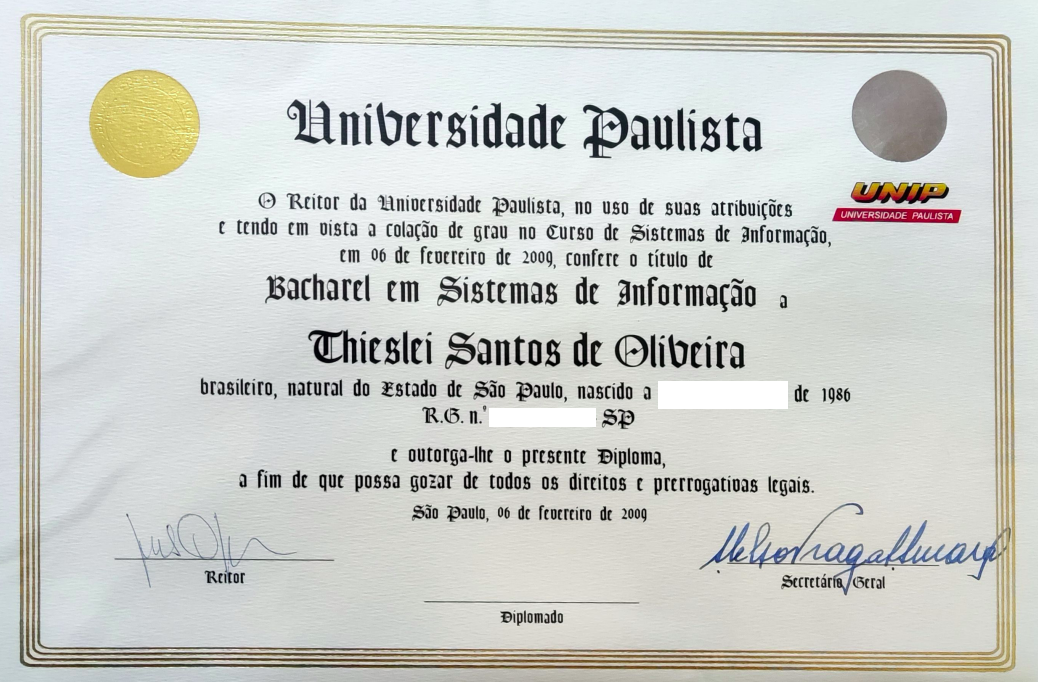 Universidade Paulista
UNIP
UNIVERSIDADE PAULISTA
O Reitor da Universidade Paulista, no uso de suas atribuições
e tendo em vista a colação de grau no Curso de Sistemas de Informação,
em 06 de fevereiro de 2009, confere o título de
Bacharel em Sistemas de Informação a
Thieslei Santos de Oliveira
brasileiro, natural do Estado de São Paulo, nascido a de 1986
R.G. n.º - SP
e outorga-lhe o presente Diploma,
a fim de que possa gozar de todos os direitos e prerrogativas legais.
São Paulo, 06 de fevereiro de 2009
Reitor
Secretário Geral
Diplomado